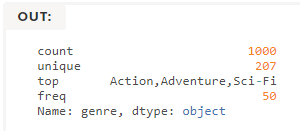 OUT:
count 1000
unique 207
top Action,Adventure,Sci-Fi
freq 50
Name: genre, dtype: object